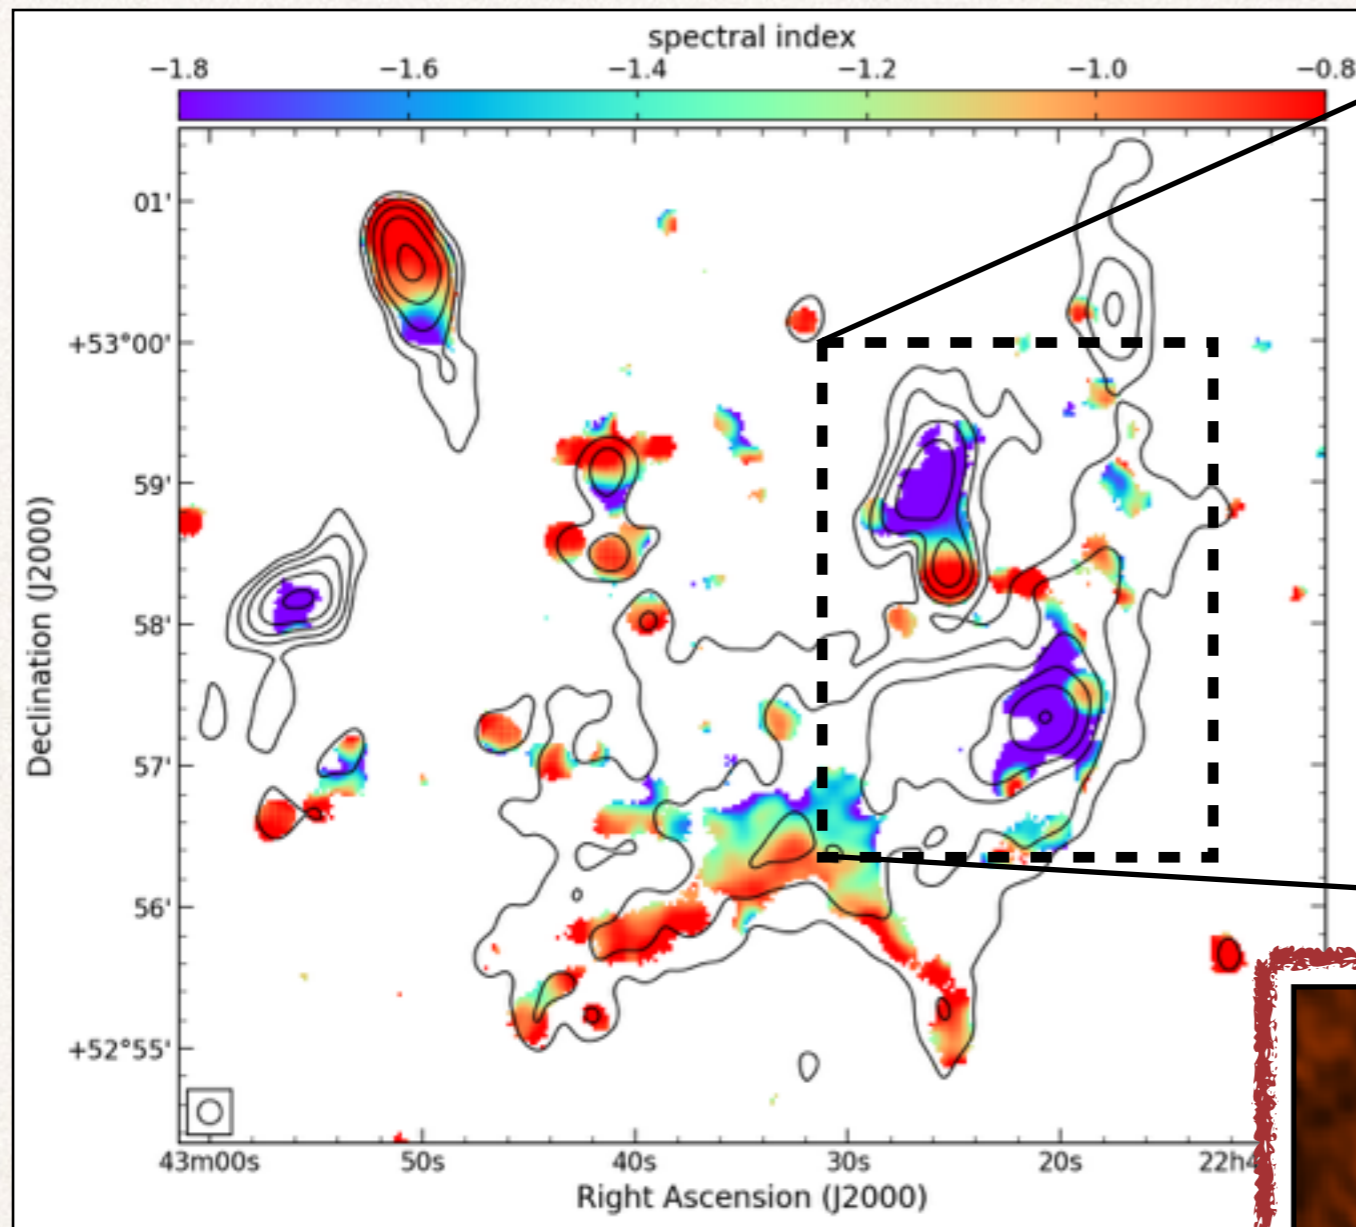 spectral index
−1.8 −1.6 −1.4 −1.2 −1.0 −0.8
01'
+53°00'
59'
58'
57'
56'
+52°55'
Declination (J2000)
43m00s 50s 40s 30s 20s 22h4
Right Ascension (J2000)